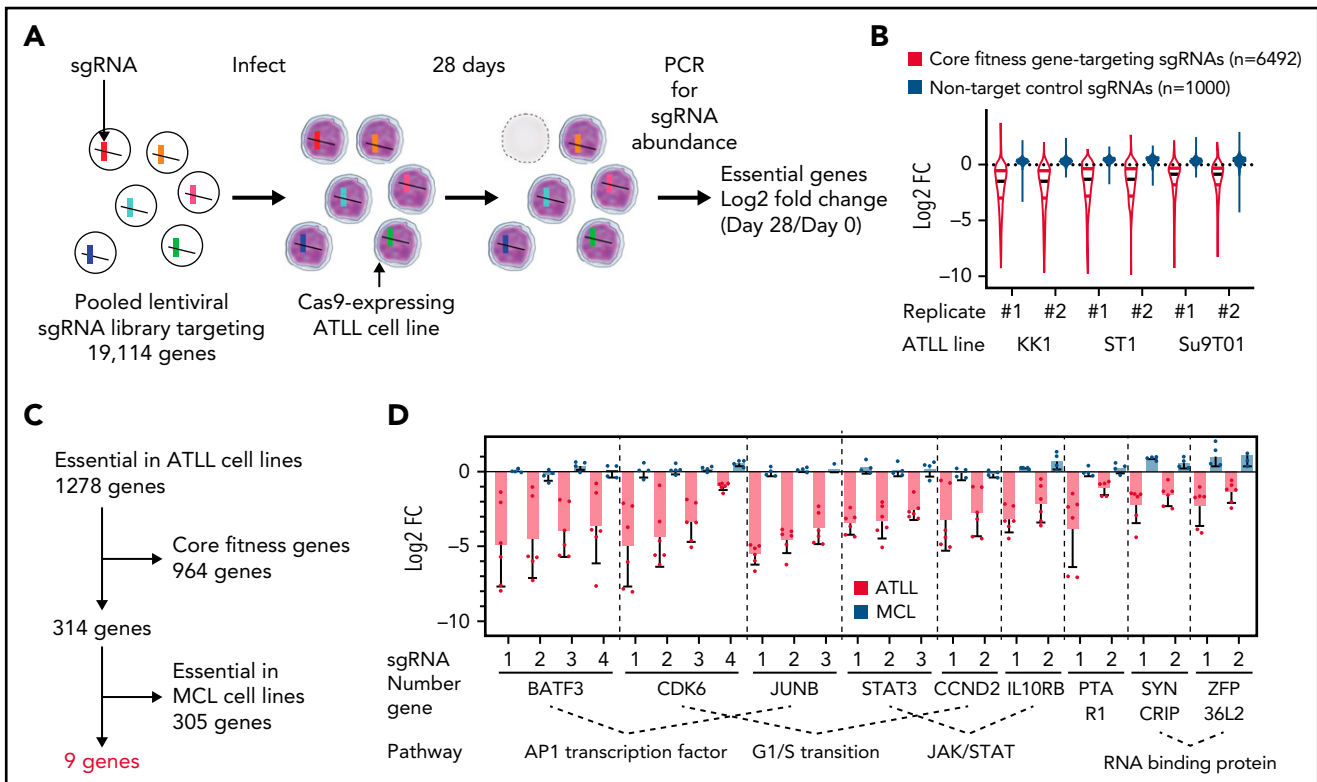 A
sgRNA
Infect
28 days
PCR
for
sgRNA
abundance
Essential genes
Log2 fold change
(Day 28/Day 0)
Pooled lentiviral
sgRNA library targeting
19,114 genes
Cas9-expressing
ATLL cell line
B
Core fitness gene-targeting sgRNAs (n=6492)
Non-target control sgRNAs (n=1000)
Log2 FC
0
−5
−10
Replicate #1 #2 #1 #2 #1 #2
ATLL line KK1 ST1 Su9T01
C
Essential in ATLL cell lines
1278 genes
Core fitness genes
964 genes
314 genes
Essential in
MCL cell lines
305 genes
9 genes
D
Log2 FC
0
−5
−10
ATLL
MCL
sgRNA 1 2 3 4 1 2 3 4 1 2 3 1 2 3 1 2 1 2 1 2 1 2 1 2
Number
gene
BATF3 CDK6 JUNB STAT3 CCND2 IL10RB PTA SYN ZFP
R1 CRIP 36L2
Pathway AP1 transcription factor G1/S transition JAK/STAT RNA binding protein